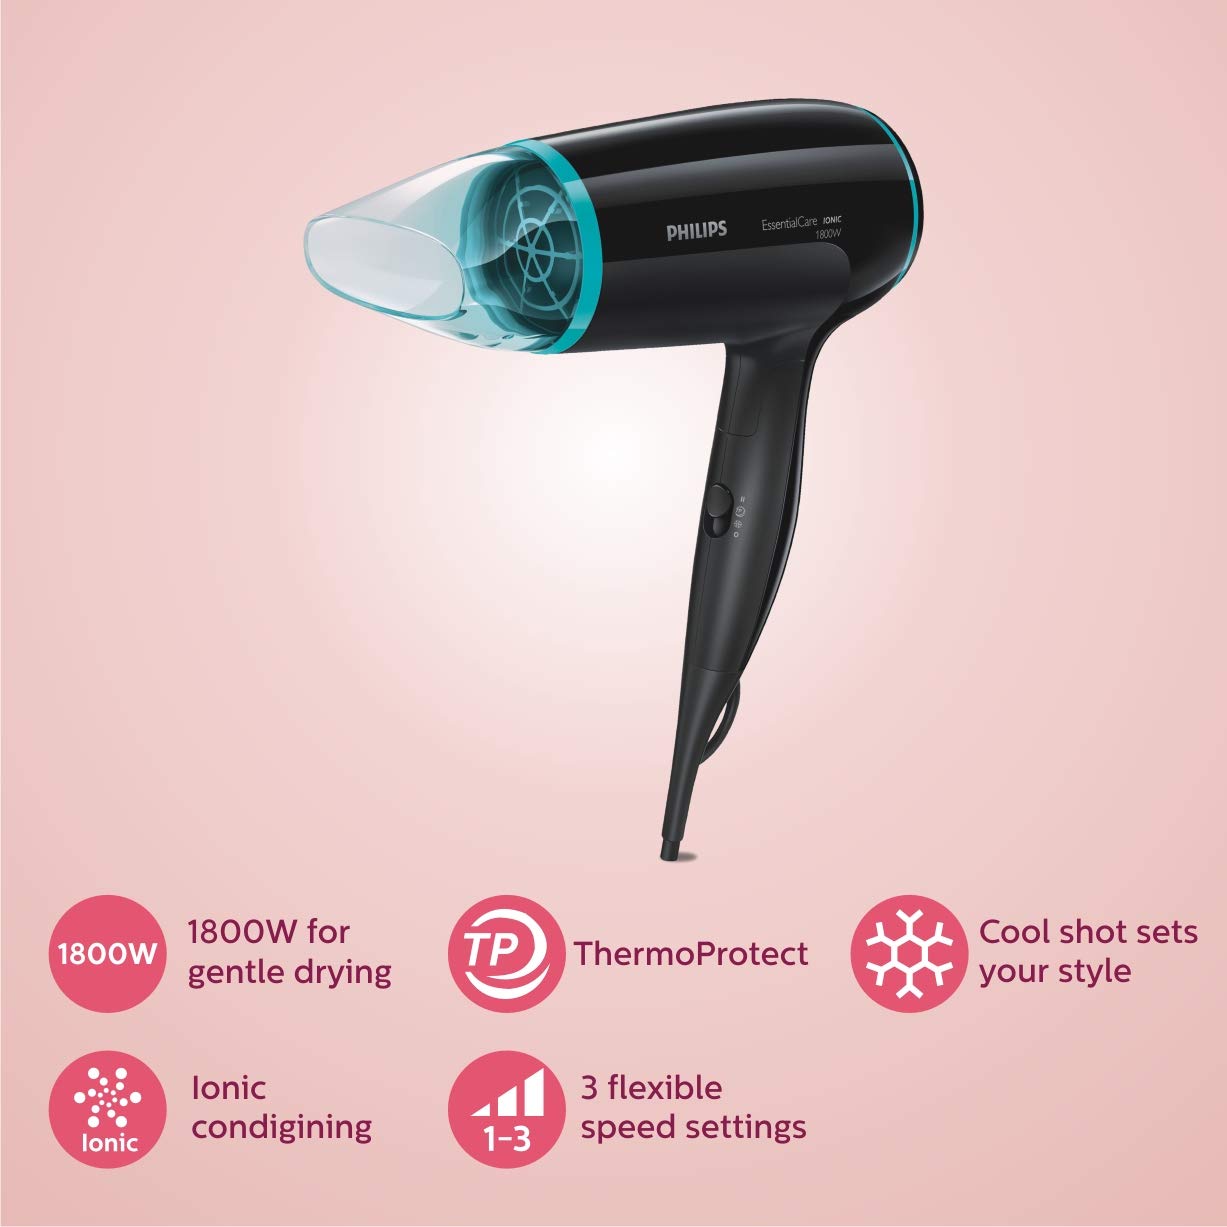 PHILIPS
EssentialCare IONIC
1800W
1800W
1800W for
gentle drying
TP
ThermoProtect
Cool shot sets
your style
Ionic
Ionic
condigining
1-3
3 flexible
speed settings